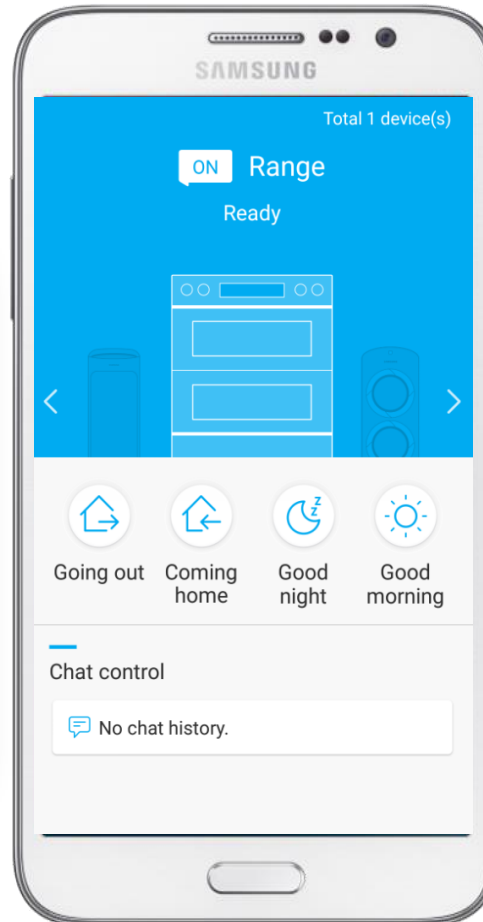 SAMSUNG
Total 1 device(s)
ON Range
Ready
Going out
Coming
home
Good
night
Good
morning
Chat control
No chat history.